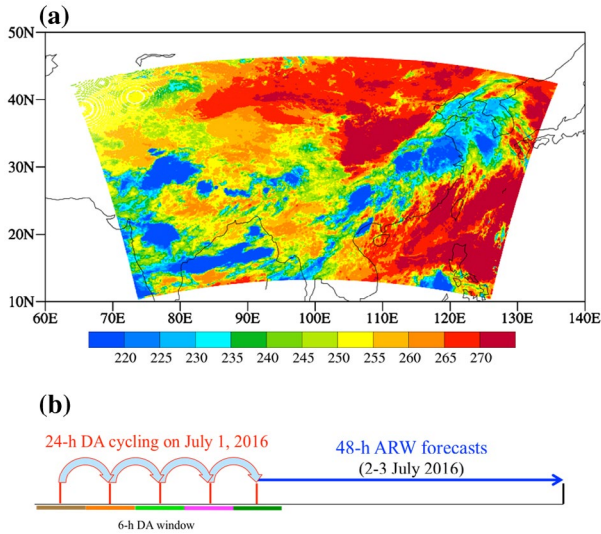 (a)
50N
40N
30N
20N
10N
60E 70E 80E 90E 100E 110E 120E 130E 140E
220 230 235 240 245 250 255 260 265 270
(b)
24-h DA cycling on July 1, 2016
48-h ARW forecasts
(2-3 July 2016)
6-h DA window